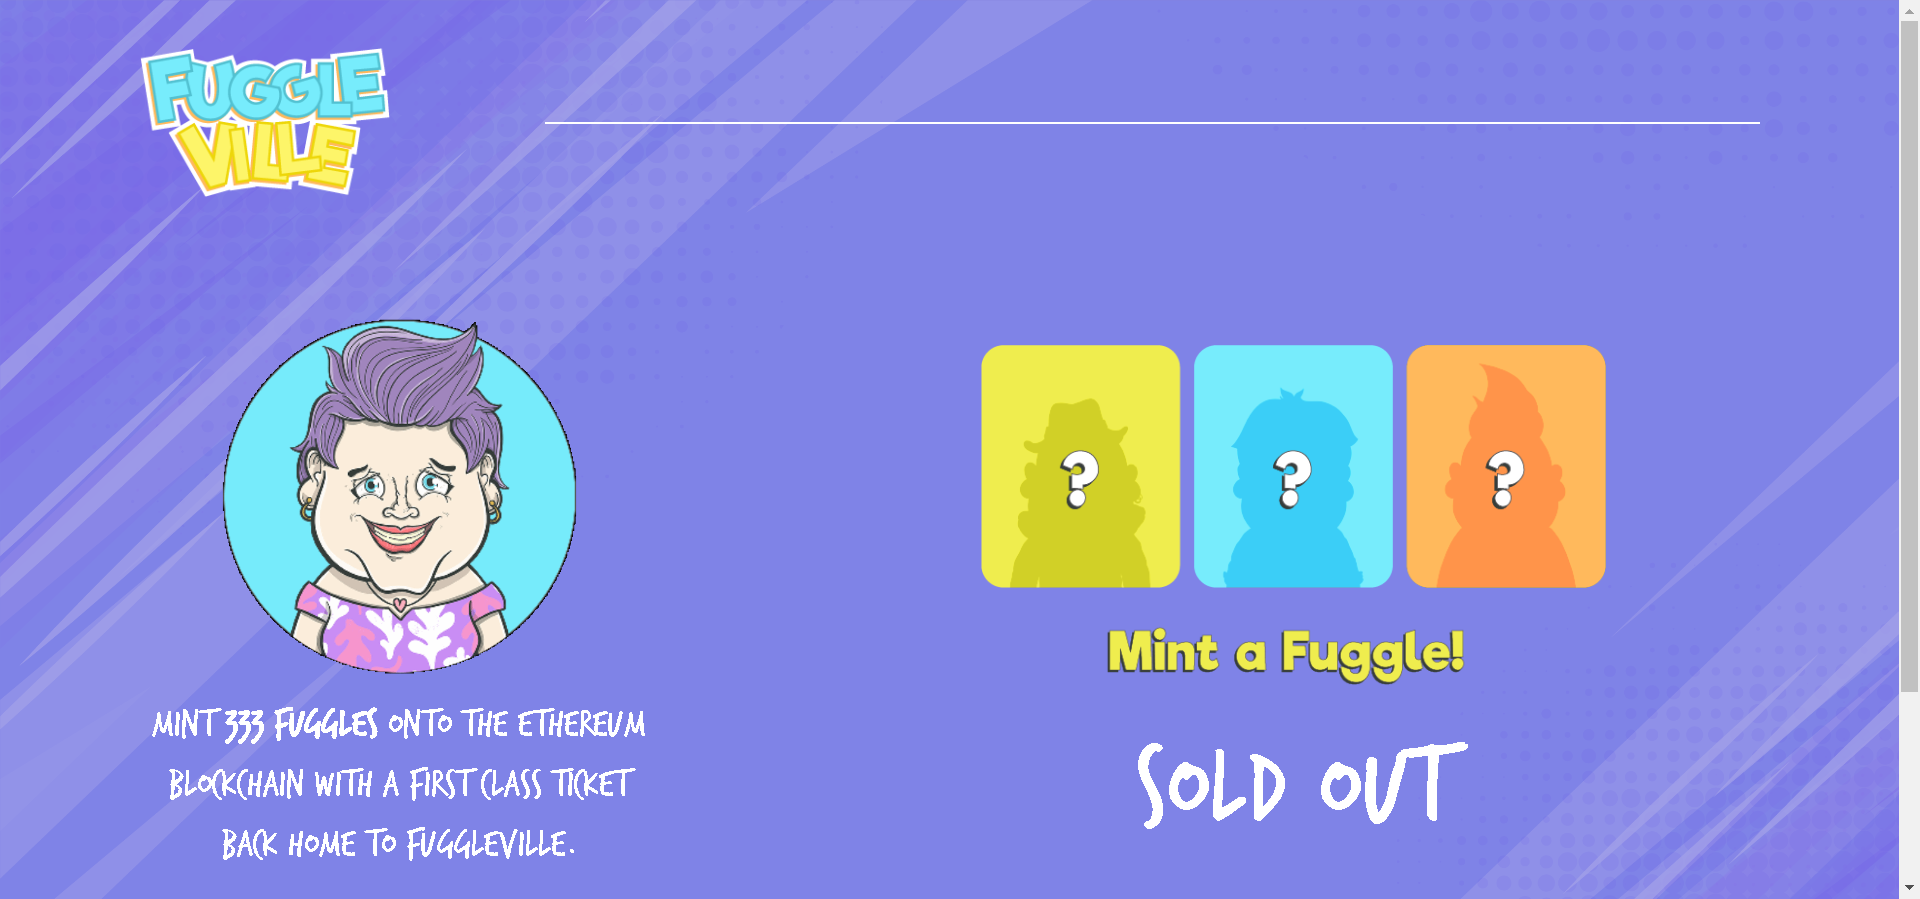 FUGGLE
VILLE
? ? ?
Mint a Fuggle!
MINT 333 FUGGLES ONTO THE ETHEREUM
BLOCKCHAIN WITH A FIRST CLASS TICKET
BACK HOME TO FUGGLEVILLE.
SOLD OUT